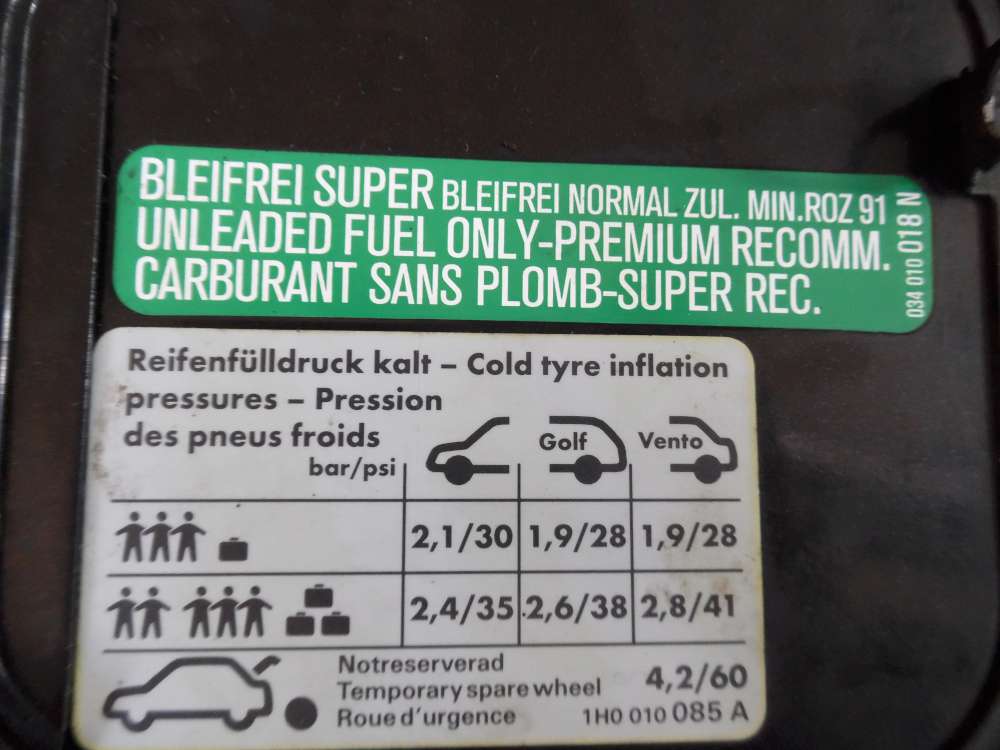 BLEIFREI SUPER BLEIFREI NORMAL ZUL. MIN.ROZ 91
UNLEADED FUEL ONLY-PREMIUM RECOMM.
CARBURANT SANS PLOMB-SUPER REC.
034 010 018 N
Reifenfülldruck kalt – Cold tyre inflation
pressures – Pression
des pneus froids
bar/psi
Golf
Vento
2,1/30 1,9/28 1,9/28
2,4/35 2,6/38 2,8/41
Notreserverad
Temporary spare wheel 4,2/60
Roue d'urgence 1H0 010 085 A